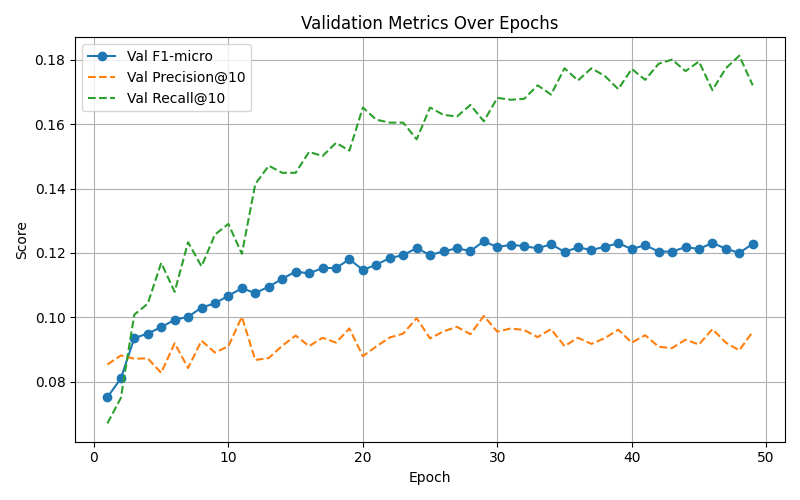 Validation Metrics Over Epochs
Val F1-micro
Val Precision@10
Val Recall@10
Score
0.18
0.16
0.14
0.12
0.10
0.08
0 10 20 30 40 50
Epoch